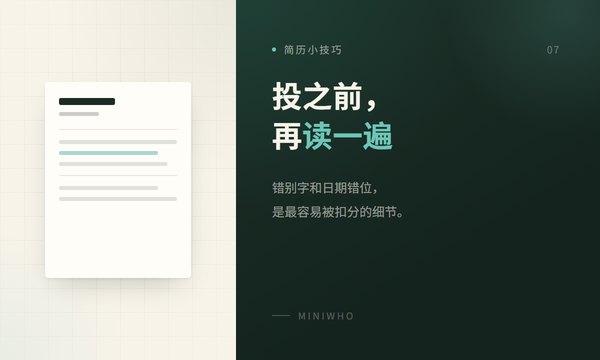 简历小技巧
07
投之前，
再读一遍
错别字和日期错位，
是最容易被扣分的细节。
MINIWHO